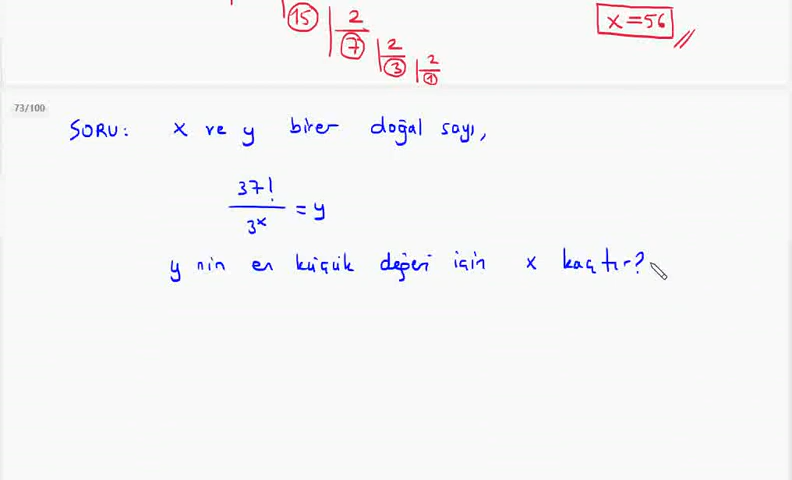 15 2
7 2
3 2
1
x = 56
73/100
SORU: x ve y birer doğal sayı,
37!
3^x = y
y nin en küçük değeri için x kaçtır?